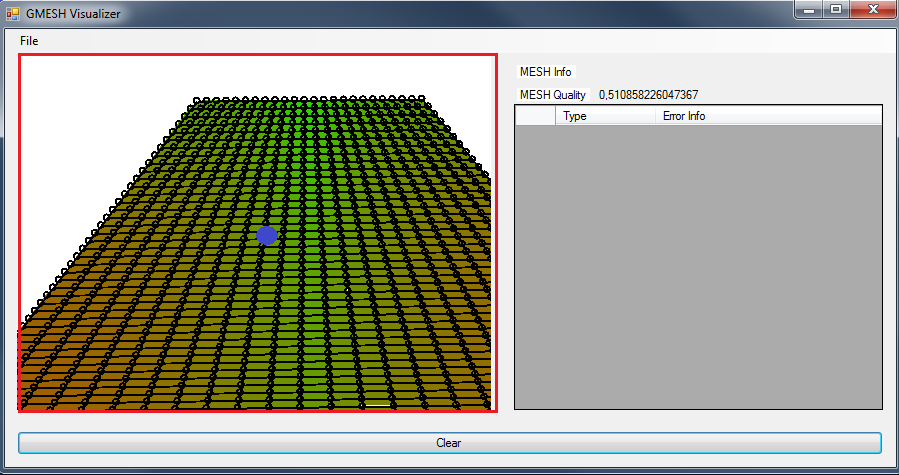 GMESH Visualizer
File
MESH Info
MESH Quality 0,510858226047367
Type Error Info
Clear